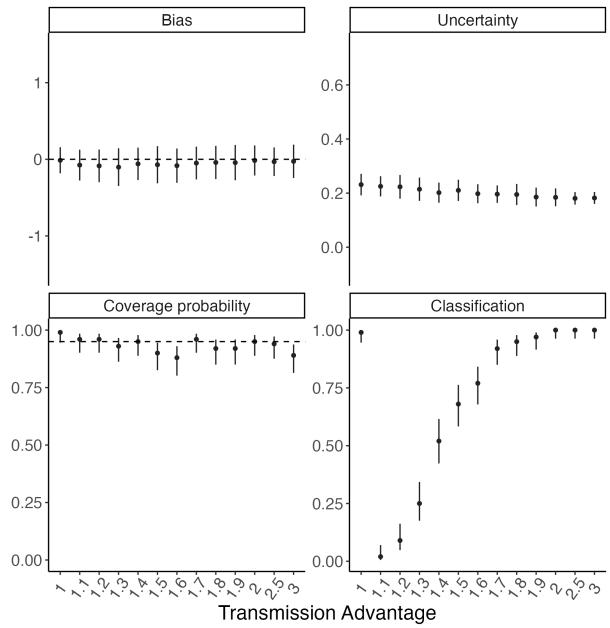 Bias
Uncertainty
1
0
-1
0.6
0.4
0.2
0.0
Coverage probability
Classification
1.00
0.75
0.50
0.25
0.00
1.00
0.75
0.50
0.25
0.00
1 1.1 1.2 1.3 1.4 1.5 1.6 1.7 1.8 1.9 2 2.5 3
1 1.1 1.2 1.3 1.4 1.5 1.6 1.7 1.8 1.9 2 2.5 3
Transmission Advantage